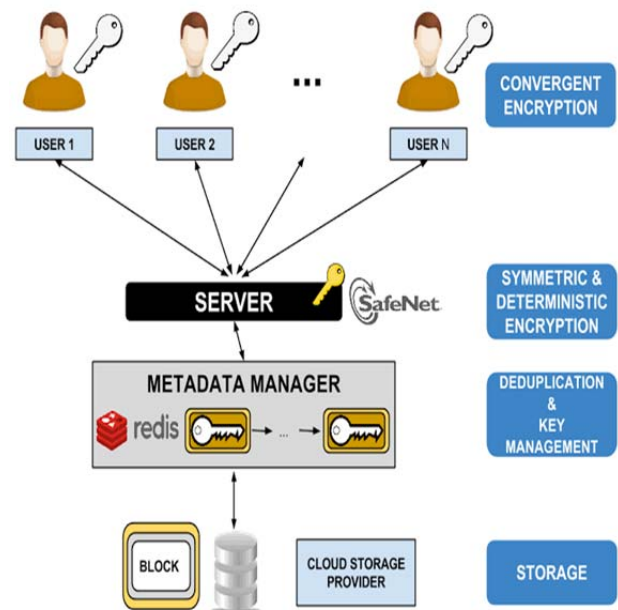 CONVERGENT
ENCRYPTION
USER 1
USER 2
...
USER N
SERVER
SafeNet
SYMMETRIC &
DETERMINISTIC
ENCRYPTION
METADATA MANAGER
redis
...
DEDUPLICATION
&
KEY
MANAGEMENT
BLOCK
CLOUD STORAGE
PROVIDER
STORAGE